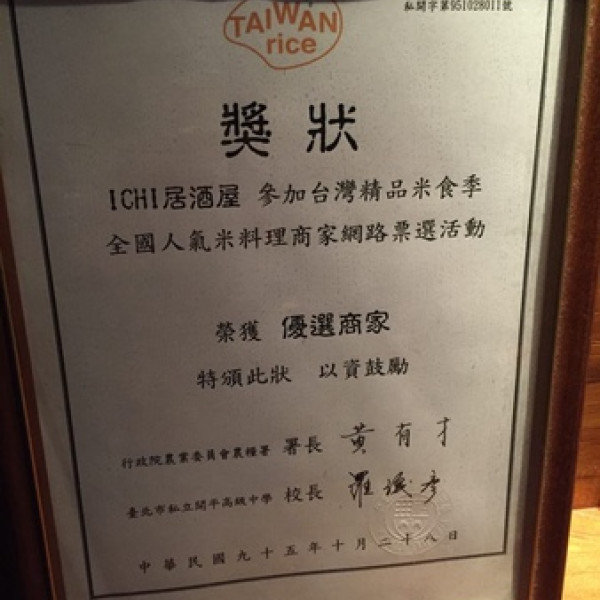 私開字第951028011號
TAIWAN
rice
獎狀
ICHI居酒屋 參加台灣精品米食季
全國人氣米料理商家網路票選活動
榮獲 優選商家
特頒此狀 以資鼓勵
行政院農業委員會農糧署 署長 黃有才
臺北市私立開平高級中學 校長
中華民國九十五年十月二十八日